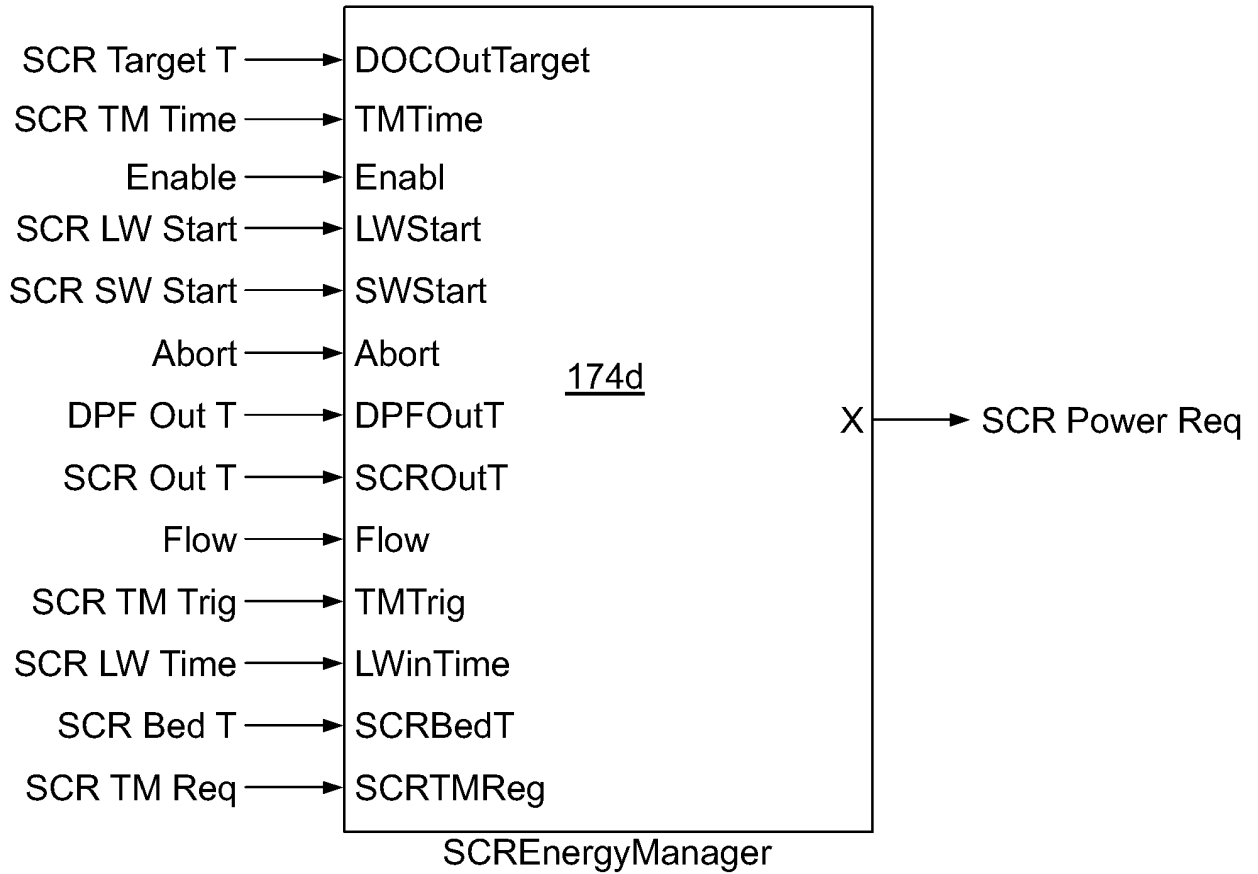 SCR Target T DOCOutTarget
SCR TM Time TMTime
Enable Enabl
SCR LW Start LWStart
SCR SW Start SWStart
Abort Abort
174d
DPF Out T DPFOutT
X SCR Power Req
SCR Out T SCROutT
Flow Flow
SCR TM Trig TMTrig
SCR LW Time LWinTime
SCR Bed T SCRBedT
SCR TM Req SCRTMReg
SCREnergyManager